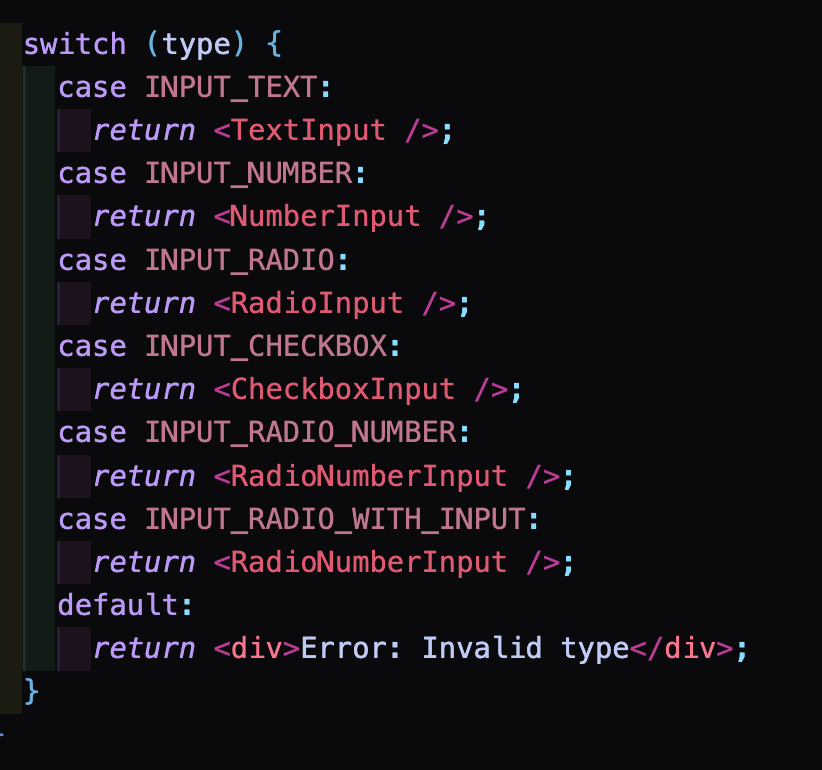 switch (type) {
case INPUT_TEXT:
return <TextInput />;
case INPUT_NUMBER:
return <NumberInput />;
case INPUT_RADIO:
return <RadioInput />;
case INPUT_CHECKBOX:
return <CheckboxInput />;
case INPUT_RADIO_NUMBER:
return <RadioNumberInput />;
case INPUT_RADIO_WITH_INPUT:
return <RadioNumberInput />;
default:
return <div>Error: Invalid type</div>;
}